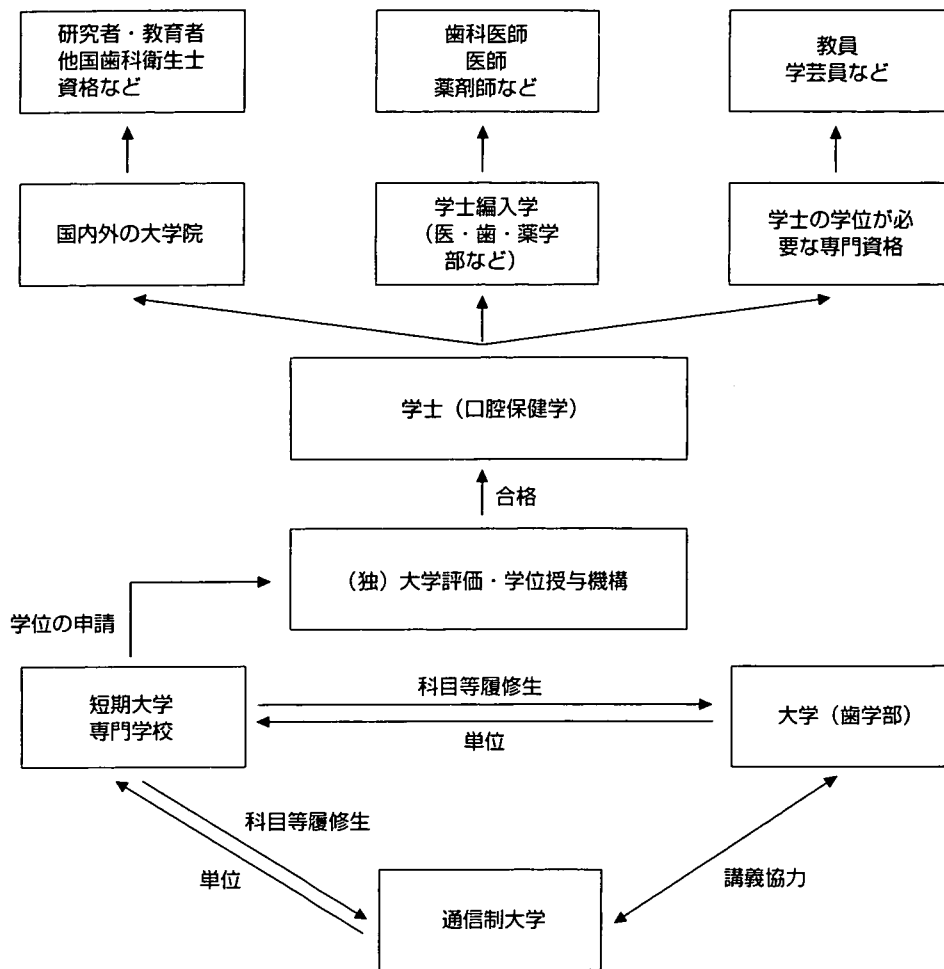 研究者・教育者
他国歯科衛生士
資格など
歯科医師
医師
薬剤師など
教員
学芸員など
国内外の大学院
学士編入学
（医・歯・薬学
部など）
学士の学位が必
要な専門資格
学士（口腔保健学）
合格
（独）大学評価・学位授与機構
学位の申請
短期大学
専門学校
科目等履修生
単位
大学（歯学部）
科目等履修生
単位
講義協力
通信制大学